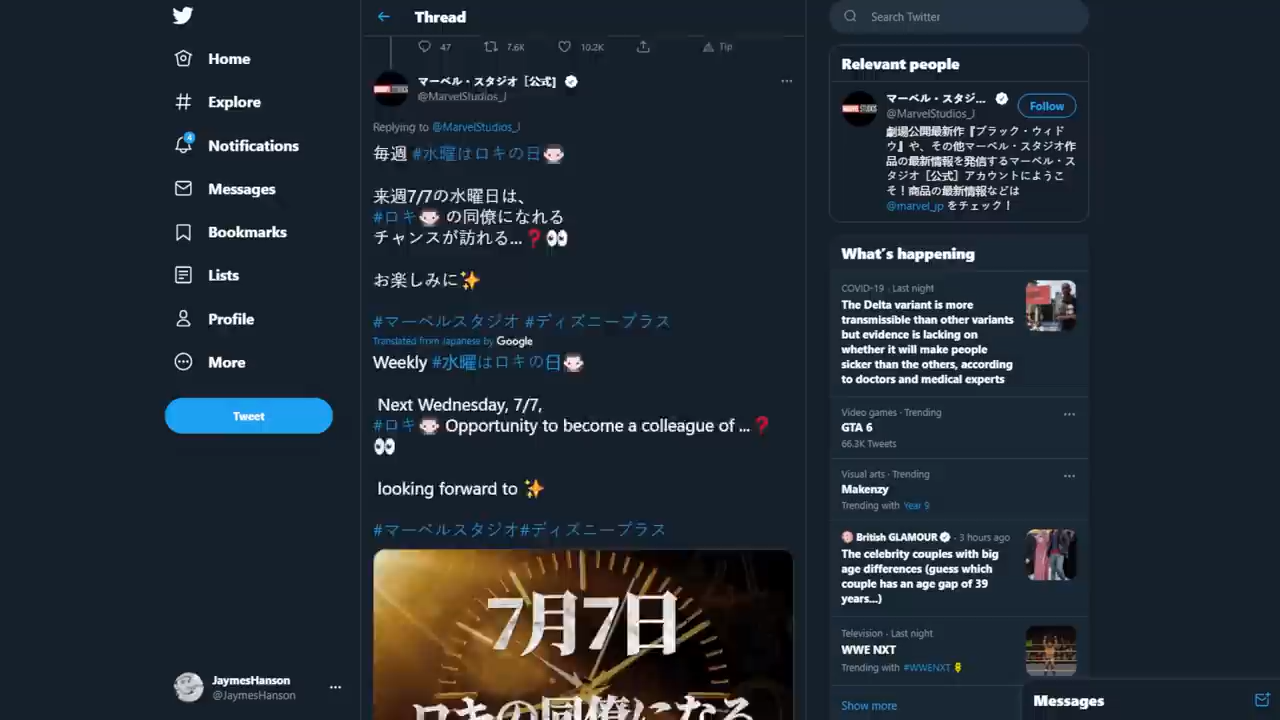 Home
Explore
4
Notifications
Messages
Bookmarks
Lists
Profile
More
Tweet
JaymesHanson
@JaymesHanson
Thread
47
7.6K
10.2K
Tip
マーベル・スタジオ［公式］
@MarvelStudios_J
Replying to @MarvelStudios_J
毎週 #水曜はロキの日
来週7/7の水曜日は、
#ロキ の同僚になれる
チャンスが訪れる...❓👀
お楽しみに✨
#マーベルスタジオ #ディズニープラス
Translated from Japanese by Google
Weekly #水曜はロキの日
Next Wednesday, 7/7,
#ロキ Opportunity to become a colleague of ...❓
👀
looking forward to ✨
#マーベルスタジオ#ディズニープラス
7月7日
ロキの同僚になる
Search Twitter
Relevant people
マーベル・スタジ...
@MarvelStudios_J
Follow
劇場公開最新作『ブラック・ウィド
ウ』や、その他マーベル・スタジオ作
品の最新情報を発信するマーベル・ス
タジオ［公式］アカウントにようこ
そ！商品の最新情報などは
@marvel_jp をチェック！
What's happening
COVID-19 · Last night
The Delta variant is more
transmissible than other variants
but evidence is lacking on
whether it will make people
sicker than the others, according
to doctors and medical experts
Video games · Trending
GTA 6
66.3K Tweets
Visual arts · Trending
Makenzy
Trending with Year 9
British GLAMOUR · 3 hours ago
The celebrity couples with big
age differences (guess which
couple has an age gap of 39
years...)
Television · Last night
WWE NXT
Trending with #WWENXT
Show more
Messages